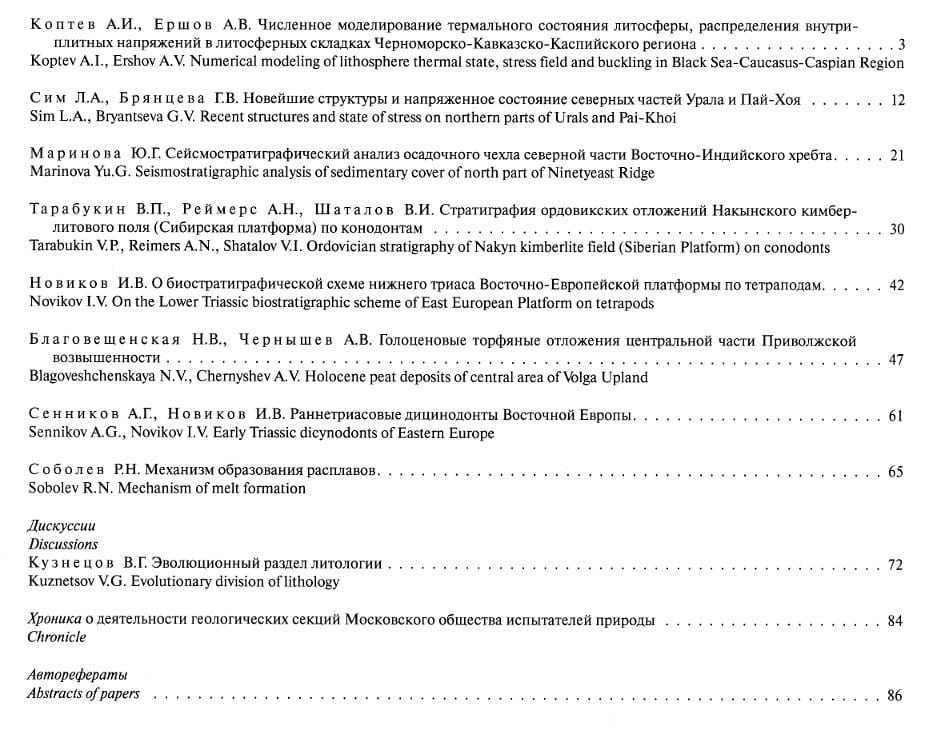 Коптев А.И., Ершов А.В. Численное моделирование термального состояния литосферы, распределения внутри-
плитных напряжений в литосферных складках Черноморско-Кавказско-Каспийского региона . . . . . . . . . . . . . . . . . . . 3
Koptev A.I., Ershov A.V. Numerical modeling of lithosphere thermal state, stress field and buckling in Black Sea-Caucasus-Caspian Region
Сим Л.А., Брянцева Г.В. Новейшие структуры и напряженное состояние северных частей Урала и Пай-Хоя . . . . . . . 12
Sim L.A., Bryantseva G.V. Recent structures and state of stress on northern parts of Urals and Pai-Khoi
Маринова Ю.Г. Сейсмостратиграфический анализ осадочного чехла северной части Восточно-Индийского хребта. . . . . 21
Marinova Yu.G. Seismostratigraphic analysis of sedimentary cover of north part of Ninetyeast Ridge
Тарабукин В.П., Реймерс А.Н., Шаталов В.И. Стратиграфия ордовикских отложений Накынского кимбер-
литового поля (Сибирская платформа) по конодонтам . . . . . . . . . . . . . . . . . . . . . . . . . . . . . . . . . . . . . . . . . 30
Tarabukin V.P., Reimers A.N., Shatalov V.I. Ordovician stratigraphy of Nakyn kimberlite field (Siberian Platform) on conodonts
Новиков И.В. О биостратиграфической схеме нижнего триаса Восточно-Европейской платформы по тетраподам. . . . . . 42
Novikov I.V. On the Lower Triassic biostratigraphic scheme of East European Platform on tetrapods
Благовещенская Н.В., Чернышев А.В. Голоценовые торфяные отложения центральной части Приволжской
возвышенности . . . . . . . . . . . . . . . . . . . . . . . . . . . . . . . . . . . . . . . . . . . . . . . . . . . . . . . . . . . . . . . . . . 47
Blagoveshchenskaya N.V., Chernyshev A.V. Holocene peat deposits of central area of Volga Upland
Сенников А.Г., Новиков И.В. Раннетриасовые дицинодонты Восточной Европы. . . . . . . . . . . . . . . . . . . . . . . 61
Sennikov A.G., Novikov I.V. Early Triassic dicynodonts of Eastern Europe
Соболев Р.Н. Механизм образования расплавов. . . . . . . . . . . . . . . . . . . . . . . . . . . . . . . . . . . . . . . . . . . . . . 65
Sobolev R.N. Mechanism of melt formation
Дискуссии
Discussions
Кузнецов В.Г. Эволюционный раздел литологии . . . . . . . . . . . . . . . . . . . . . . . . . . . . . . . . . . . . . . . . . . . . . 72
Kuznetsov V.G. Evolutionary division of lithology
Хроника о деятельности геологических секций Московского общества испытателей природы . . . . . . . . . . . . . . . . . . . . 84
Chronicle
Авторефераты
Abstracts of papers . . . . . . . . . . . . . . . . . . . . . . . . . . . . . . . . . . . . . . . . . . . . . . . . . . . . . . . . . . . . . . . . . . . 86